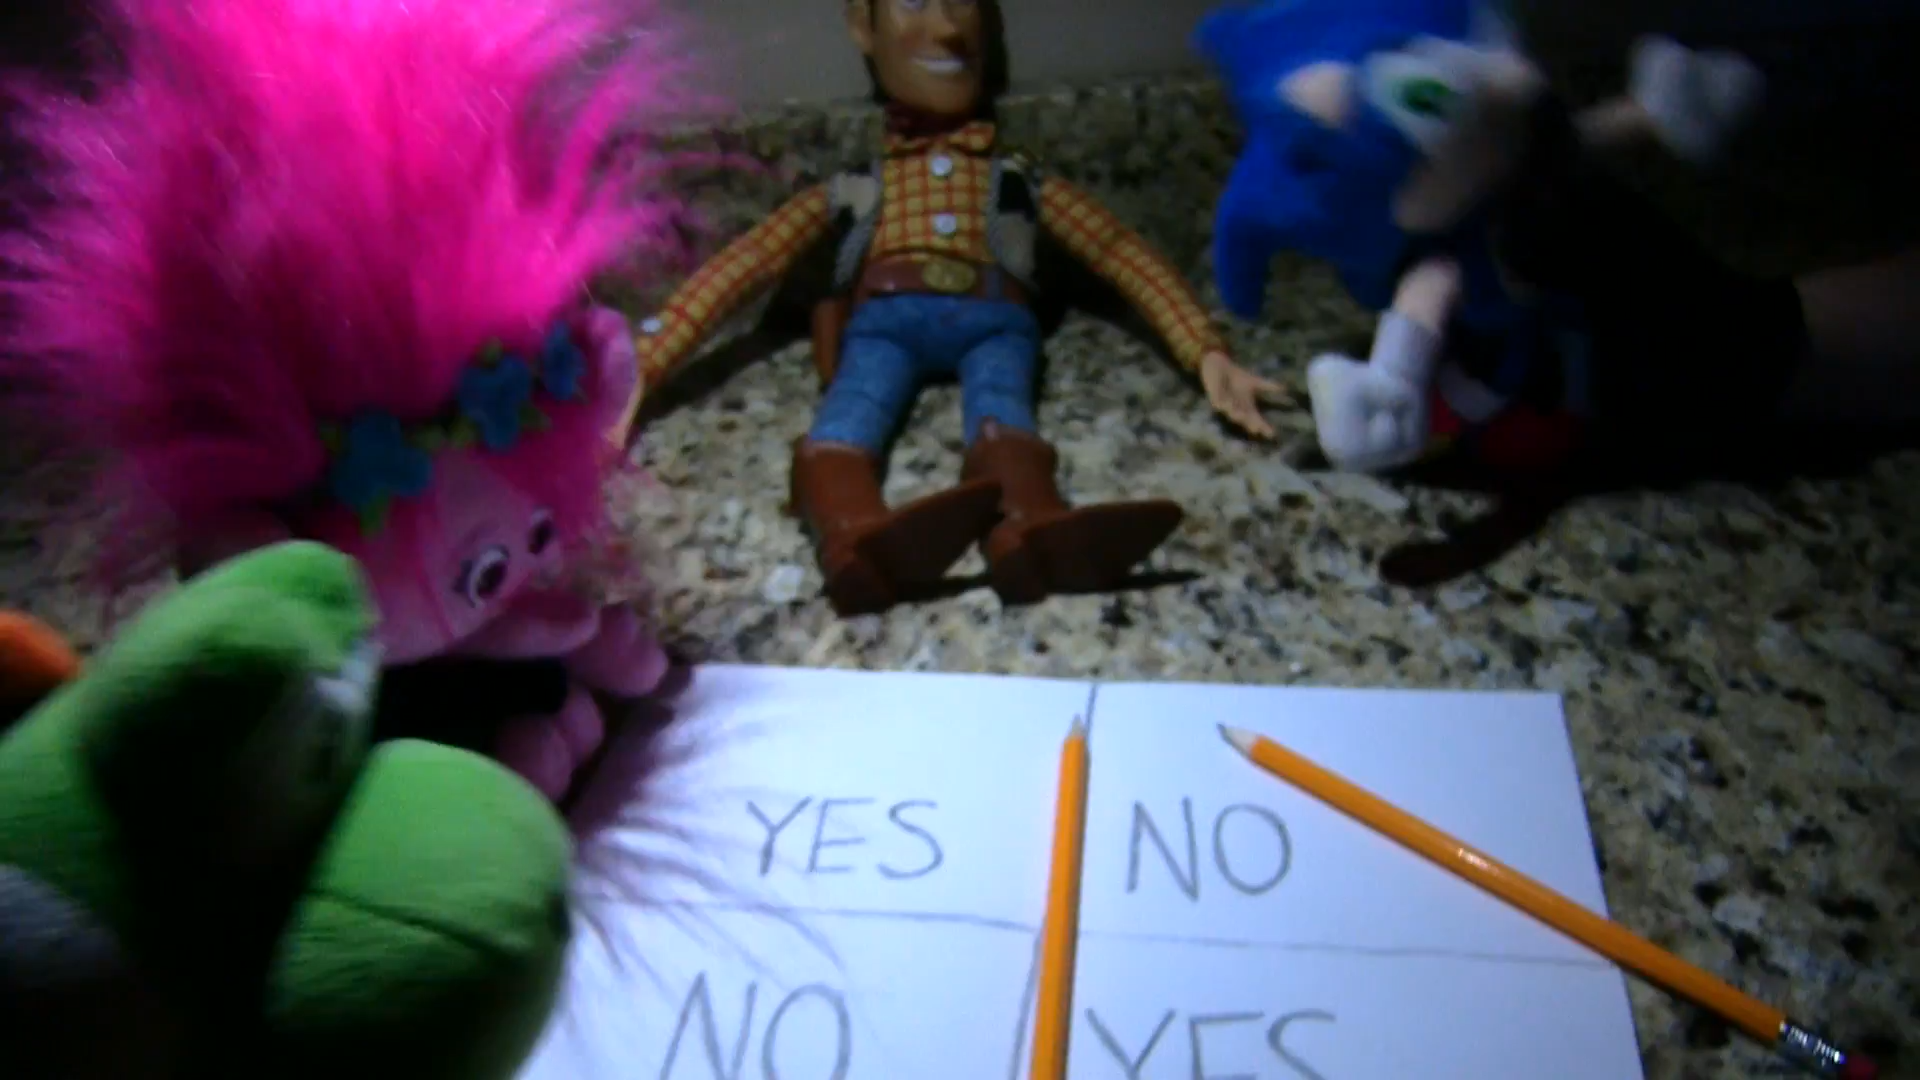 YES NO
NO YES